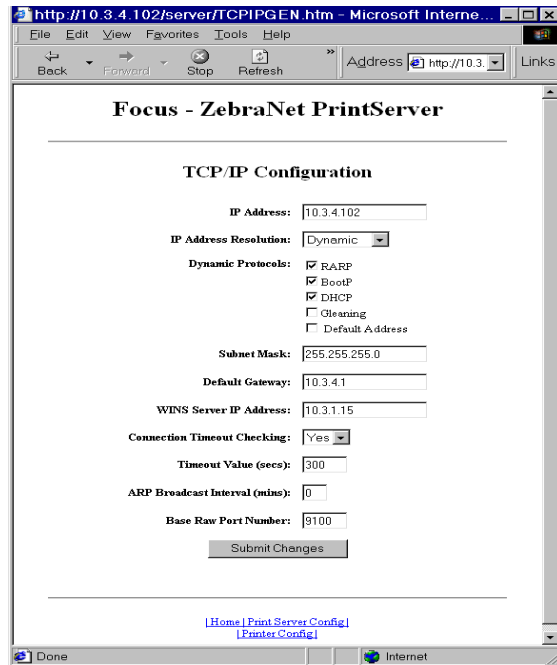 http://10.3.4.102/server/TCPIPGEN.htm - Microsoft Interne...
File Edit View Favorites Tools Help
Back Forward Stop Refresh » Address http://10.3. Links
Focus - ZebraNet PrintServer
TCP/IP Configuration
IP Address: 10.3.4.102
IP Address Resolution: Dynamic
Dynamic Protocols: RARP
BootP
DHCP
Gleaning
Default Address
Subnet Mask: 255.255.255.0
Default Gateway: 10.3.4.1
WINS Server IP Address: 10.3.1.15
Connection Timeout Checking: Yes
Timeout Value (secs): 300
ARP Broadcast Interval (mins): 0
Base Raw Port Number: 9100
Submit Changes
| Home | Print Server Config |
| Printer Config |
Done Internet